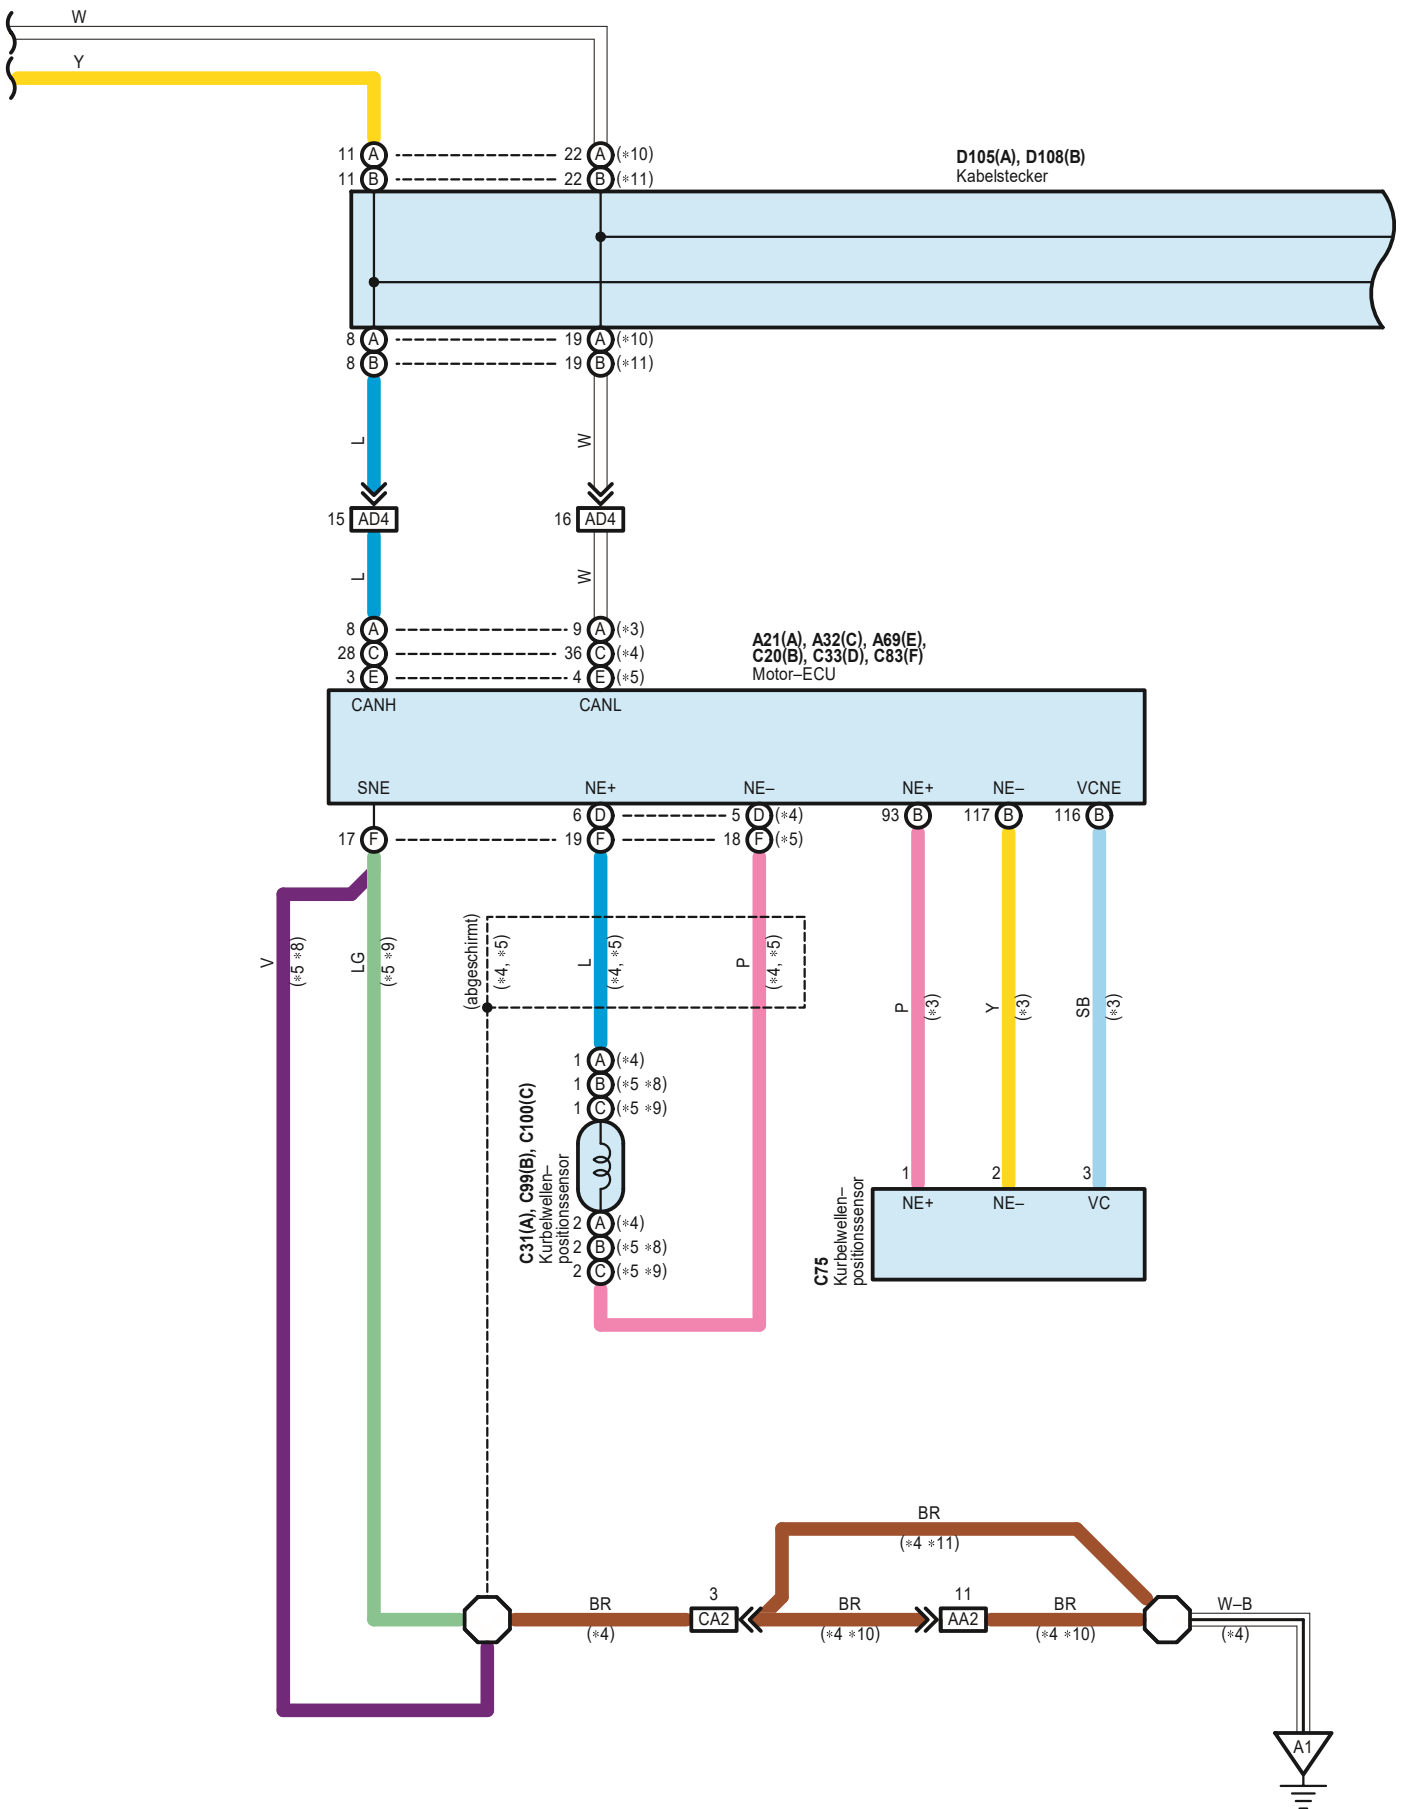 W
Y
11 A 22 A (*10)
11 B 22 B (*11)
D105(A), D108(B)
Kabelstecker
8 A 19 A (*10)
8 B 19 B (*11)
L
W
15 AD4
16 AD4
L
W
8 A 9 A (*3)
28 C 36 C (*4)
3 E 4 E (*5)
A21(A), A32(C), A69(E),
C20(B), C33(D), C83(F)
Motor–ECU
CANH CANL
SNE NE+ NE– NE+ NE– VCNE
6 D 5 D (*4)
93 B 117 B 116 B
17 F 19 F 18 F (*5)
V
(*5 *8)
LG
(*5 *9)
(abgeschirmt)
(*4, *5)
L
(*4, *5)
P
(*4, *5)
P
(*3)
Y
(*3)
SB
(*3)
1 A (*4)
1 B (*5 *8)
1 C (*5 *9)
C31(A), C99(B), C100(C)
Kurbelwellen–
positionssensor
2 A (*4)
2 B (*5 *8)
2 C (*5 *9)
1 2 3
NE+ NE– VC
C75
Kurbelwellen–
positionssensor
BR
(*4 *11)
BR
(*4)
3
CA2
BR
(*4 *10)
11
AA2
BR
(*4 *10)
W–B
(*4)
A1